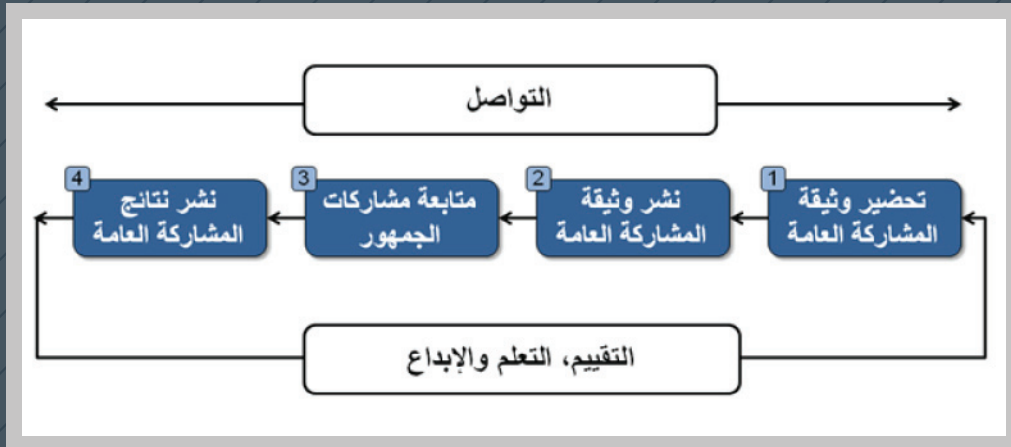 التواصل
1
تحضير وثيقة
المشاركة العامة
2
نشر وثيقة
المشاركة العامة
3
متابعة مشاركات
الجمهور
4
نشر نتائج
المشاركة العامة
التقييم، التعلم والإبداع